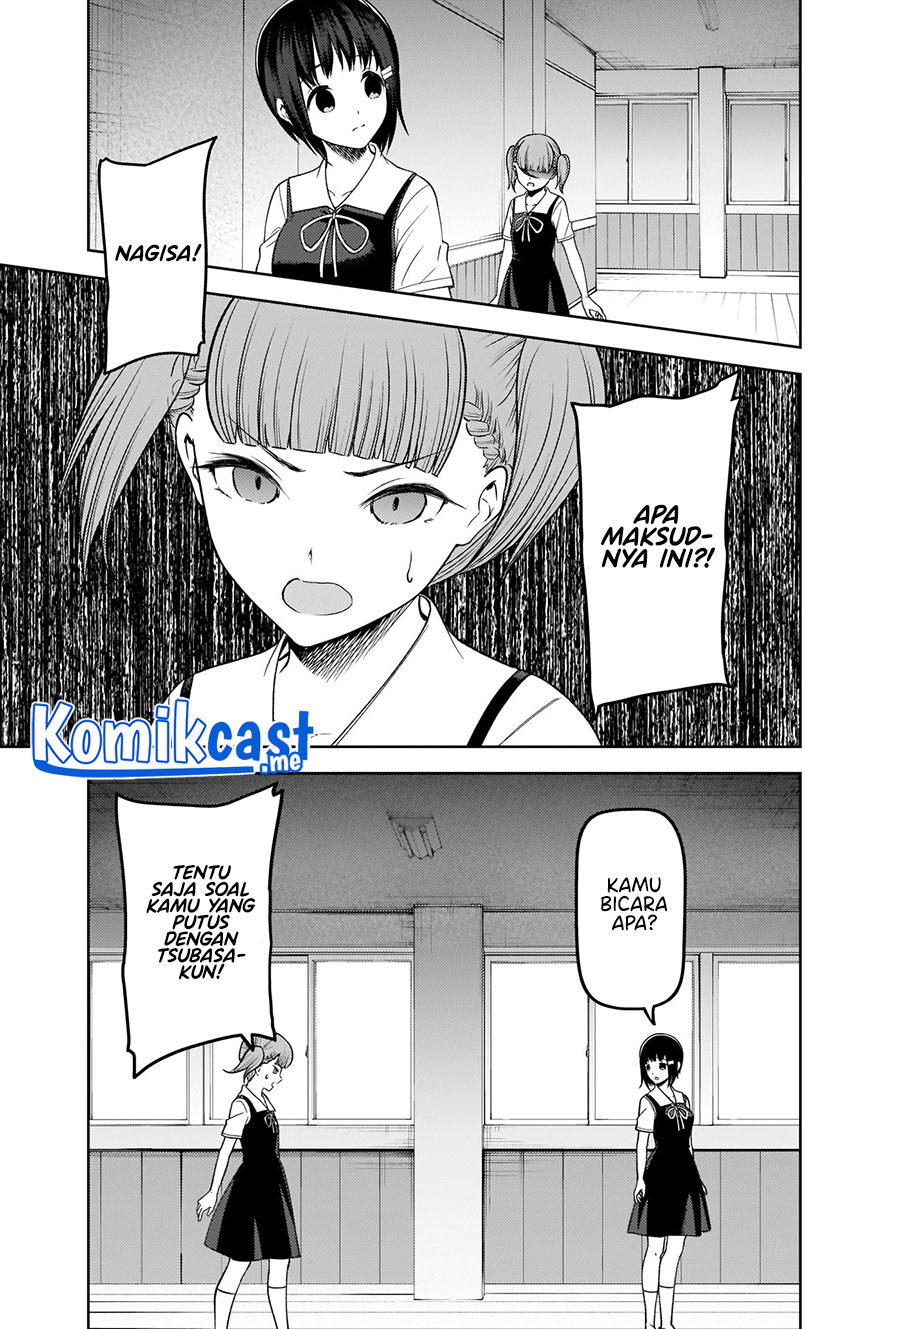 NAGISA!
APA
MAKSUD-
NYA INI?!
Komikcast
.me
KAMU
BICARA
APA?
TENTU
SAJA SOAL
KAMU YANG
PUTUS
DENGAN
TSUBASA-
KUN!